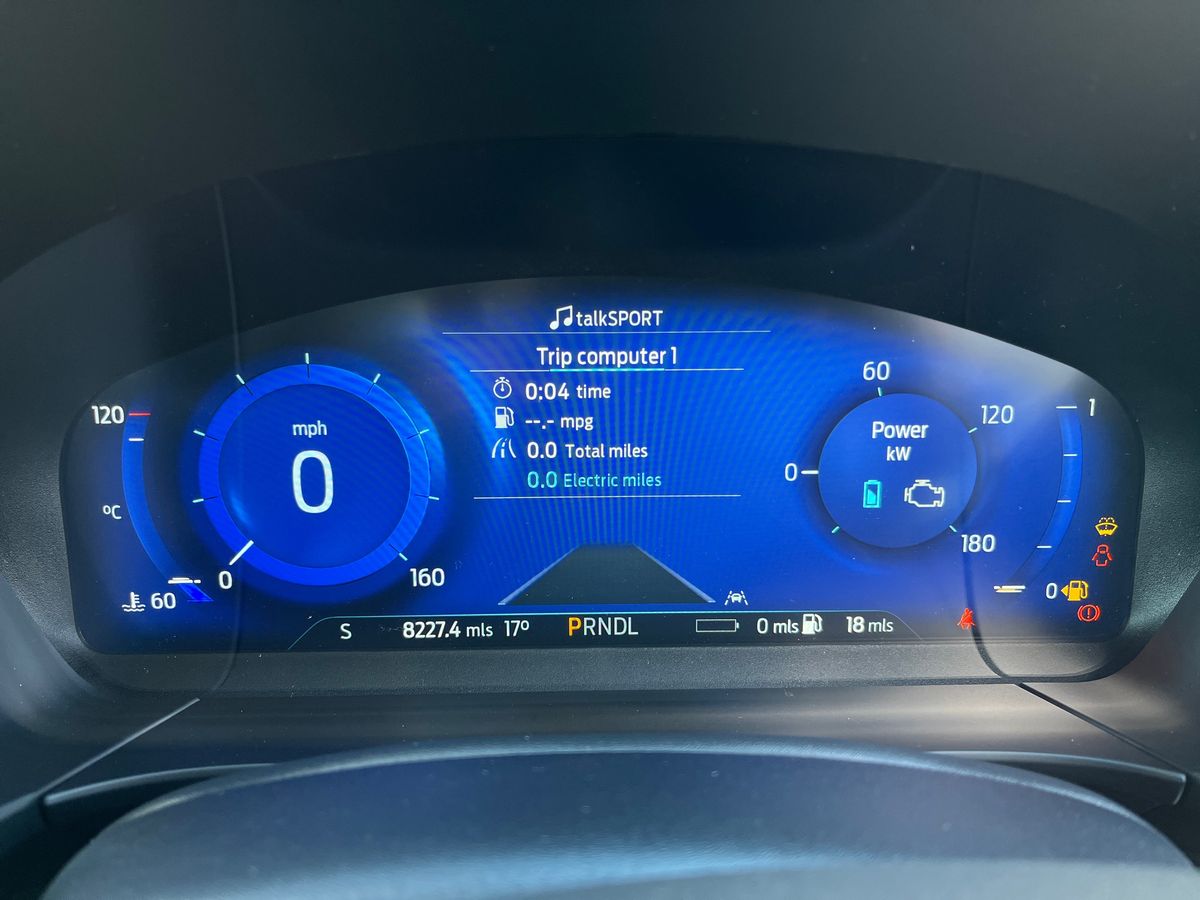 talkSPORT
Trip computer 1
0:04 time
--.- mpg
0.0 Total miles
0.0 Electric miles
120
°C
60
mph
0
0
160
60
Power
kW
0
120
180
1
0
S 8227.4 mls 17° PRNDL 0 mls 18 mls